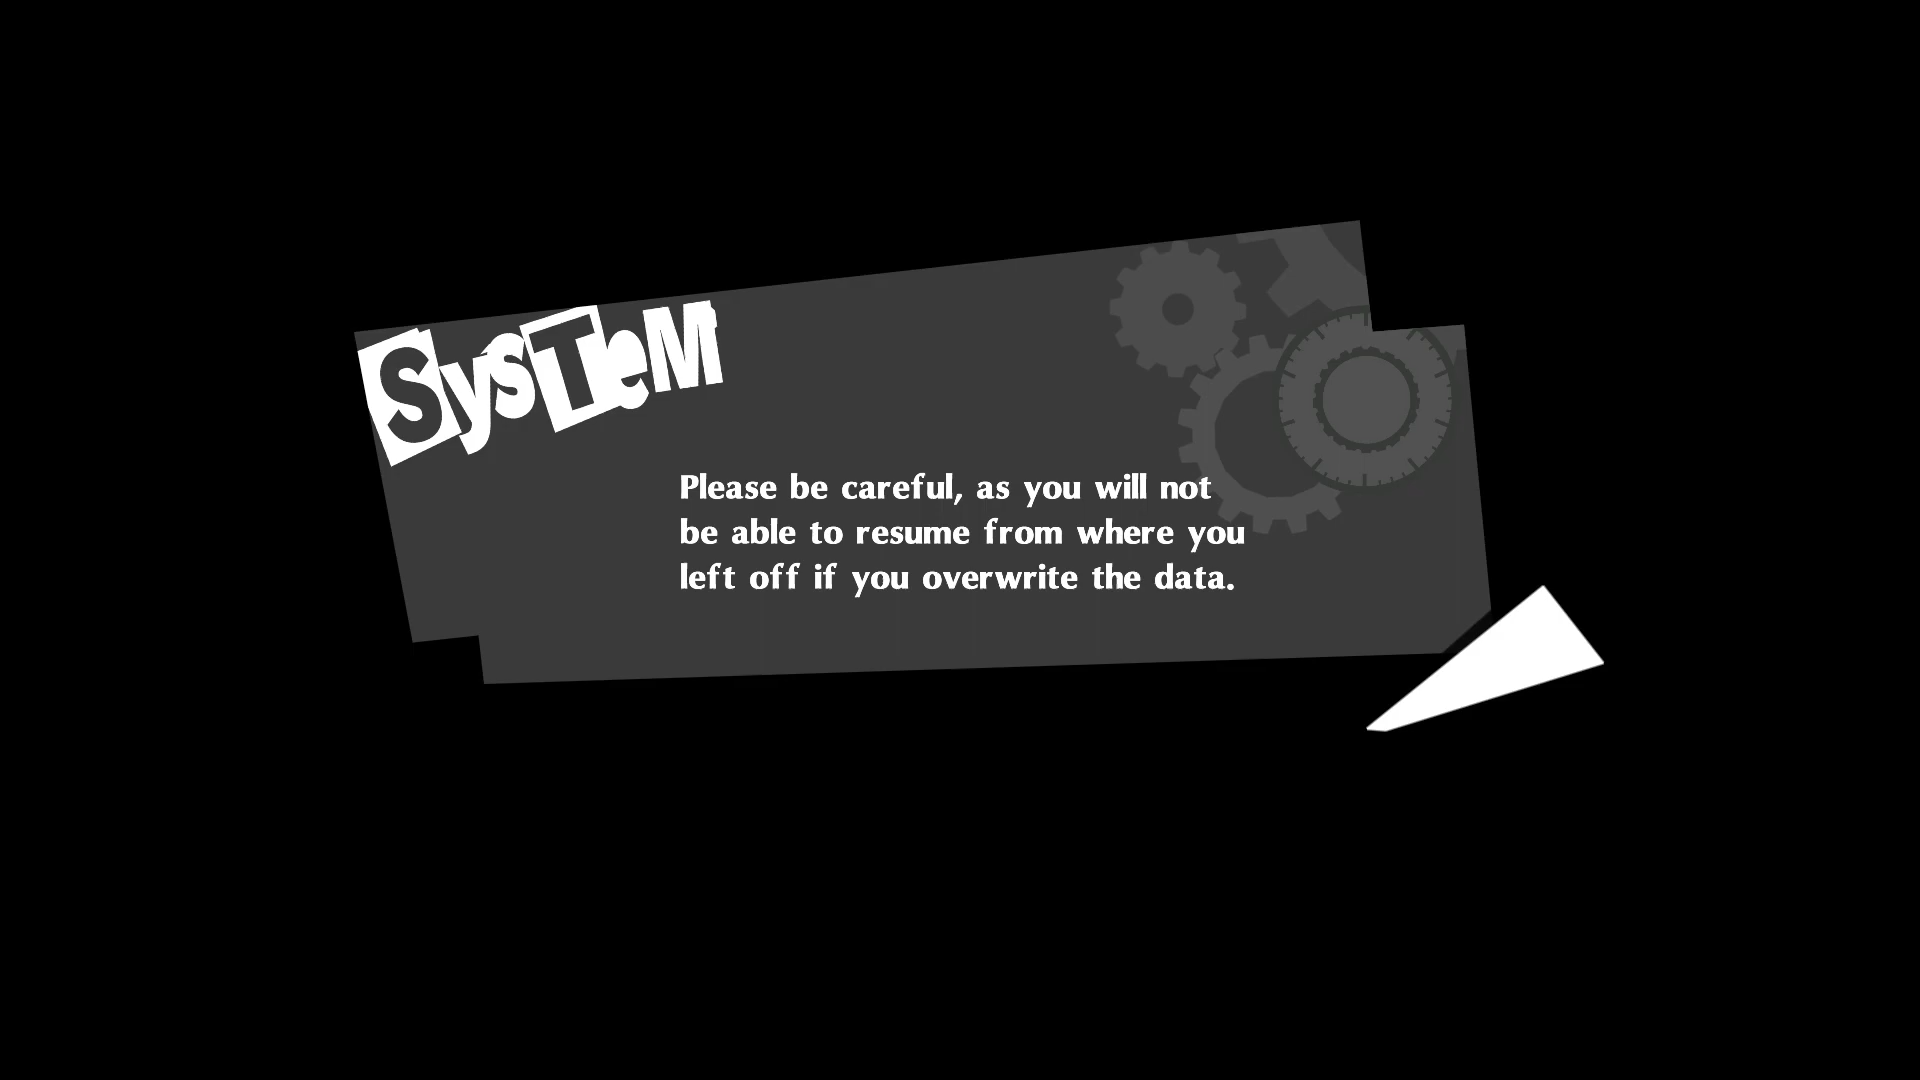 SysTeM
Please be careful, as you will not
be able to resume from where you
left off if you overwrite the data.